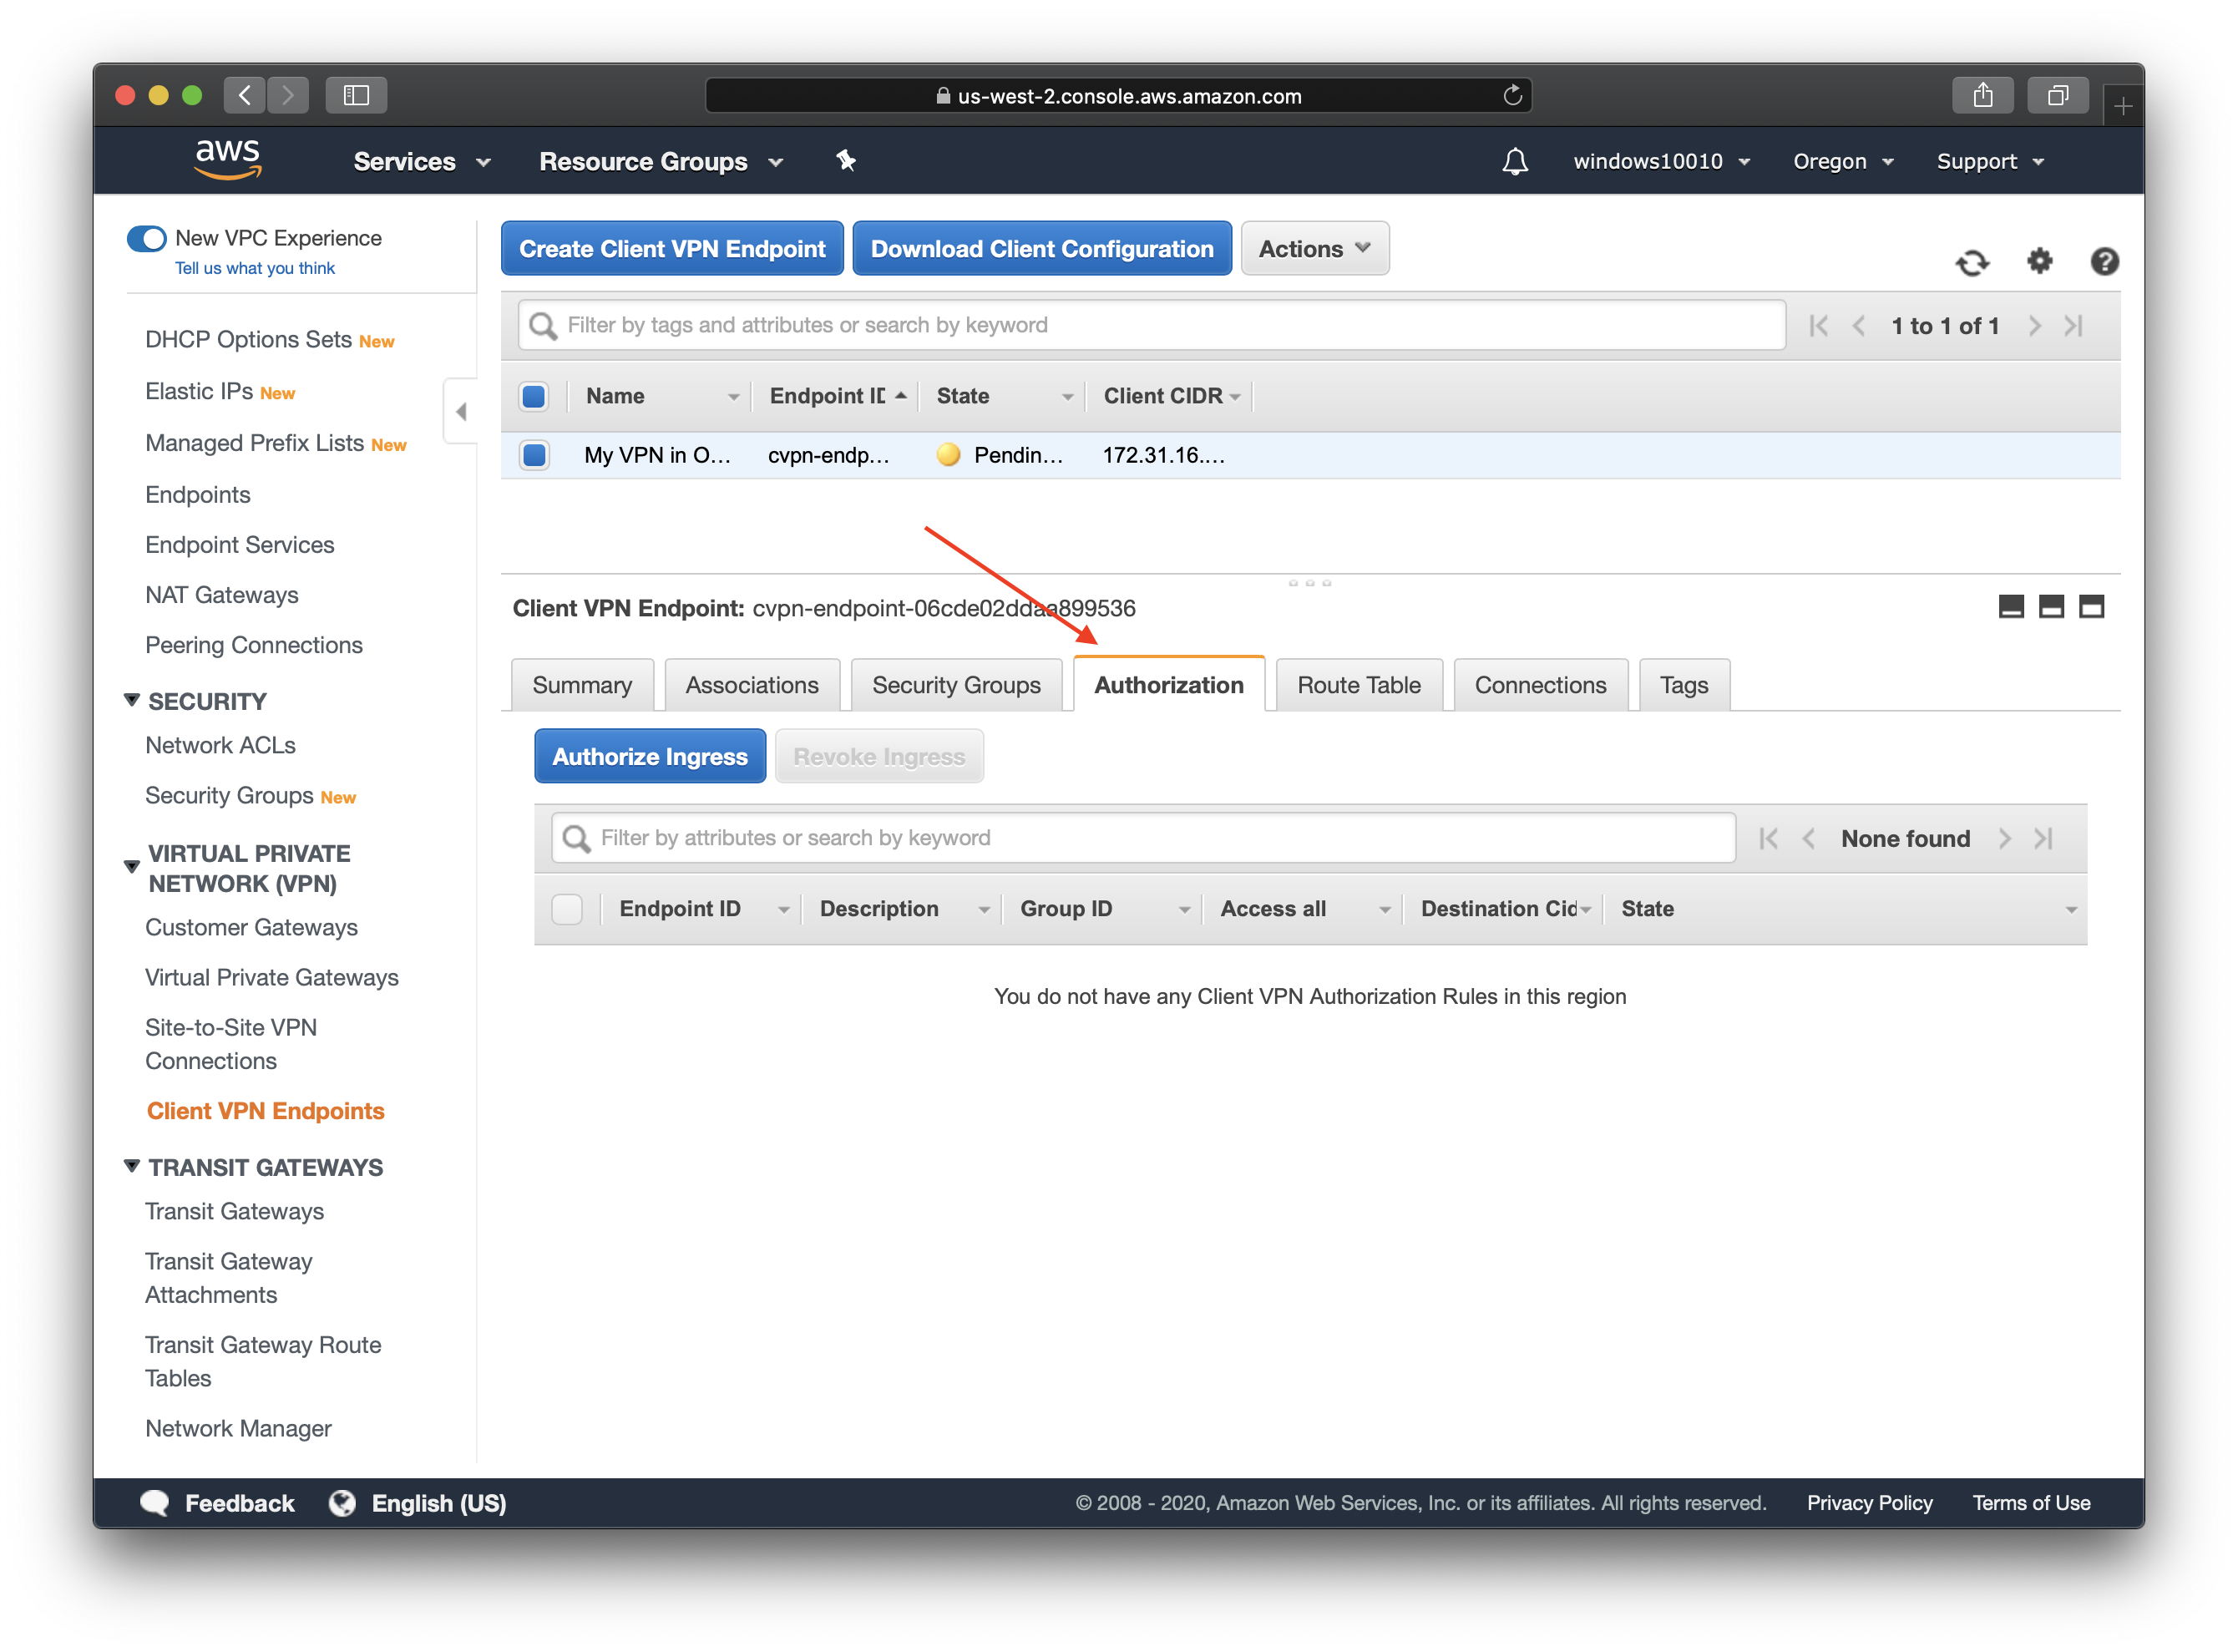 us-west-2.console.aws.amazon.com
aws
Services
Resource Groups
windows10010
Oregon
Support
New VPC Experience
Tell us what you think
DHCP Options Sets New
Elastic IPs New
Managed Prefix Lists New
Endpoints
Endpoint Services
NAT Gateways
Peering Connections
SECURITY
Network ACLs
Security Groups New
VIRTUAL PRIVATE
NETWORK (VPN)
Customer Gateways
Virtual Private Gateways
Site-to-Site VPN
Connections
Client VPN Endpoints
TRANSIT GATEWAYS
Transit Gateways
Transit Gateway
Attachments
Transit Gateway Route
Tables
Network Manager
Create Client VPN Endpoint
Download Client Configuration
Actions
Filter by tags and attributes or search by keyword
1 to 1 of 1
Name Endpoint ID State Client CIDR
My VPN in O... cvpn-endp... Pendin... 172.31.16....
Client VPN Endpoint: cvpn-endpoint-06cde02ddaa899536
Summary Associations Security Groups Authorization Route Table Connections Tags
Authorize Ingress Revoke Ingress
Filter by attributes or search by keyword
None found
Endpoint ID Description Group ID Access all Destination Cid State
You do not have any Client VPN Authorization Rules in this region
Feedback
English (US)
© 2008 - 2020, Amazon Web Services, Inc. or its affiliates. All rights reserved.
Privacy Policy
Terms of Use